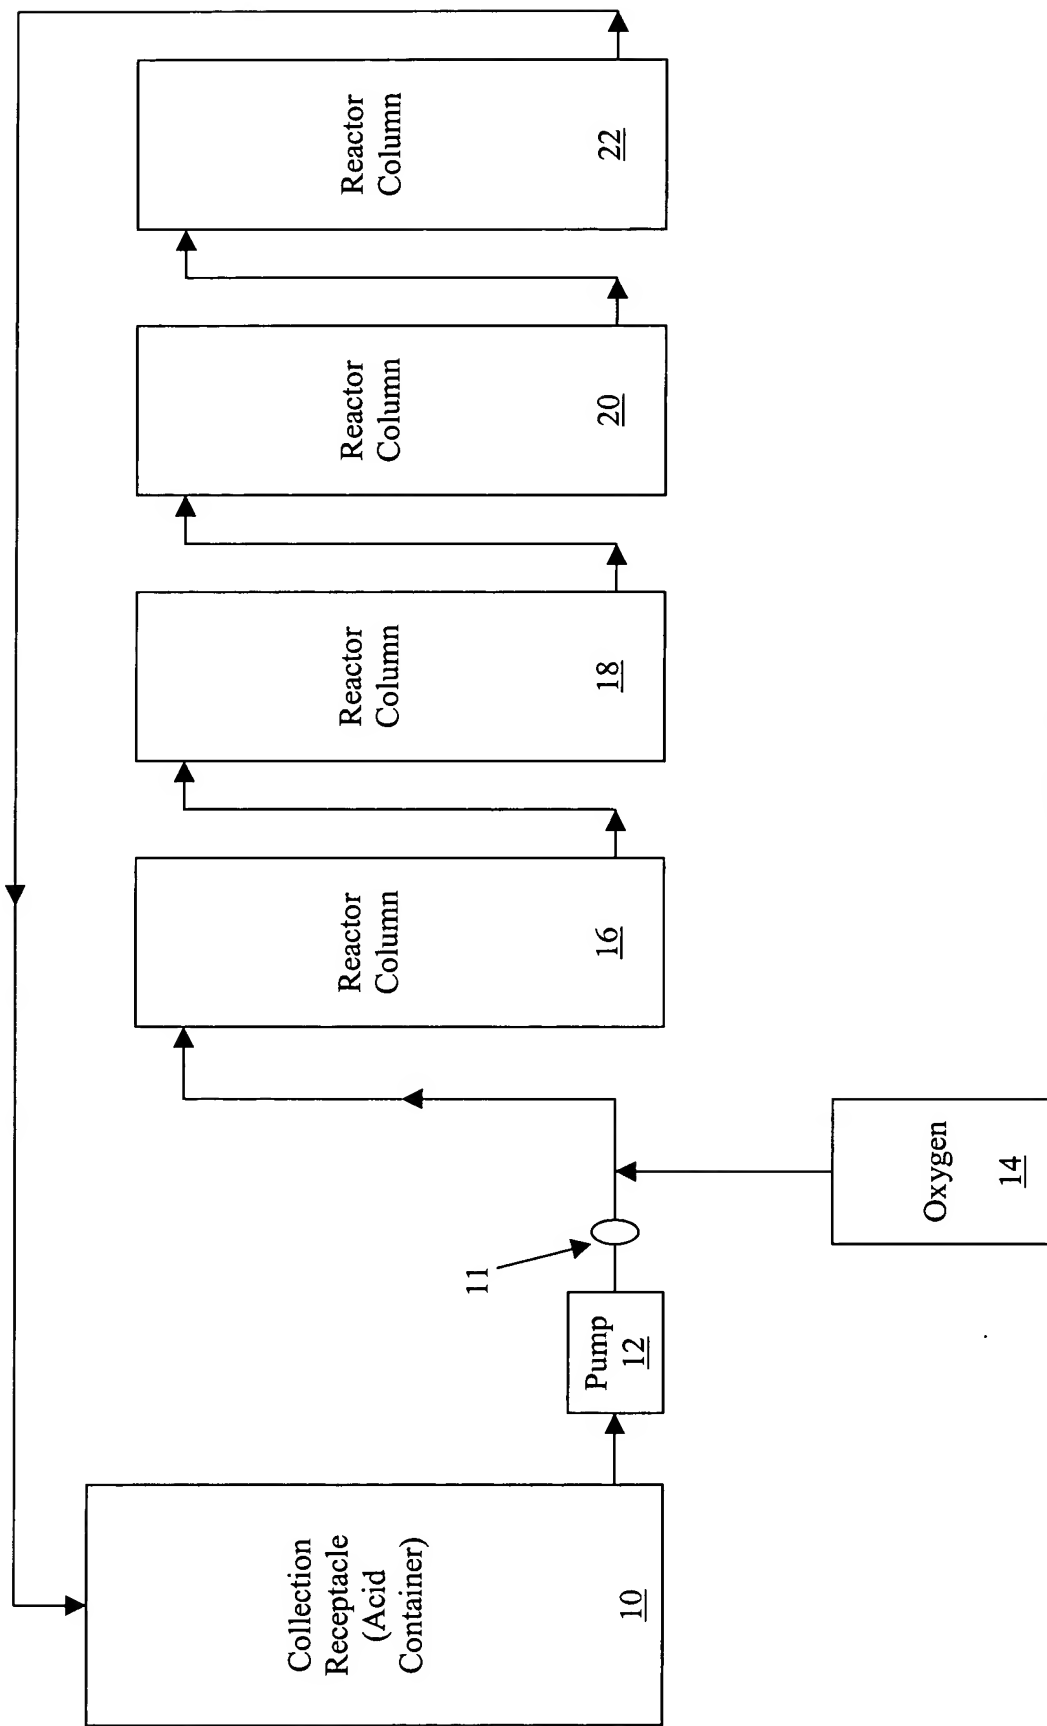 Collection
Receptacle
(Acid
Container)
10
Pump
12
11
Oxygen
14
Reactor
Column
16
Reactor
Column
18
Reactor
Column
20
Reactor
Column
22